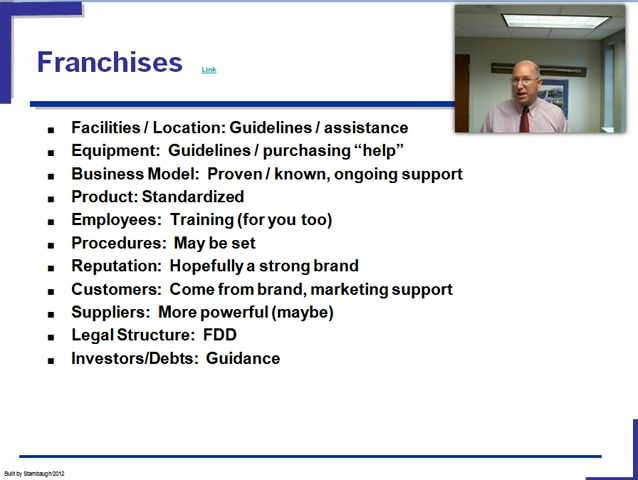 Franchises Link
Facilities / Location: Guidelines / assistance
Equipment: Guidelines / purchasing “help”
Business Model: Proven / known, ongoing support
Product: Standardized
Employees: Training (for you too)
Procedures: May be set
Reputation: Hopefully a strong brand
Customers: Come from brand, marketing support
Suppliers: More powerful (maybe)
Legal Structure: FDD
Investors/Debts: Guidance
Built by Stambaugh/2012